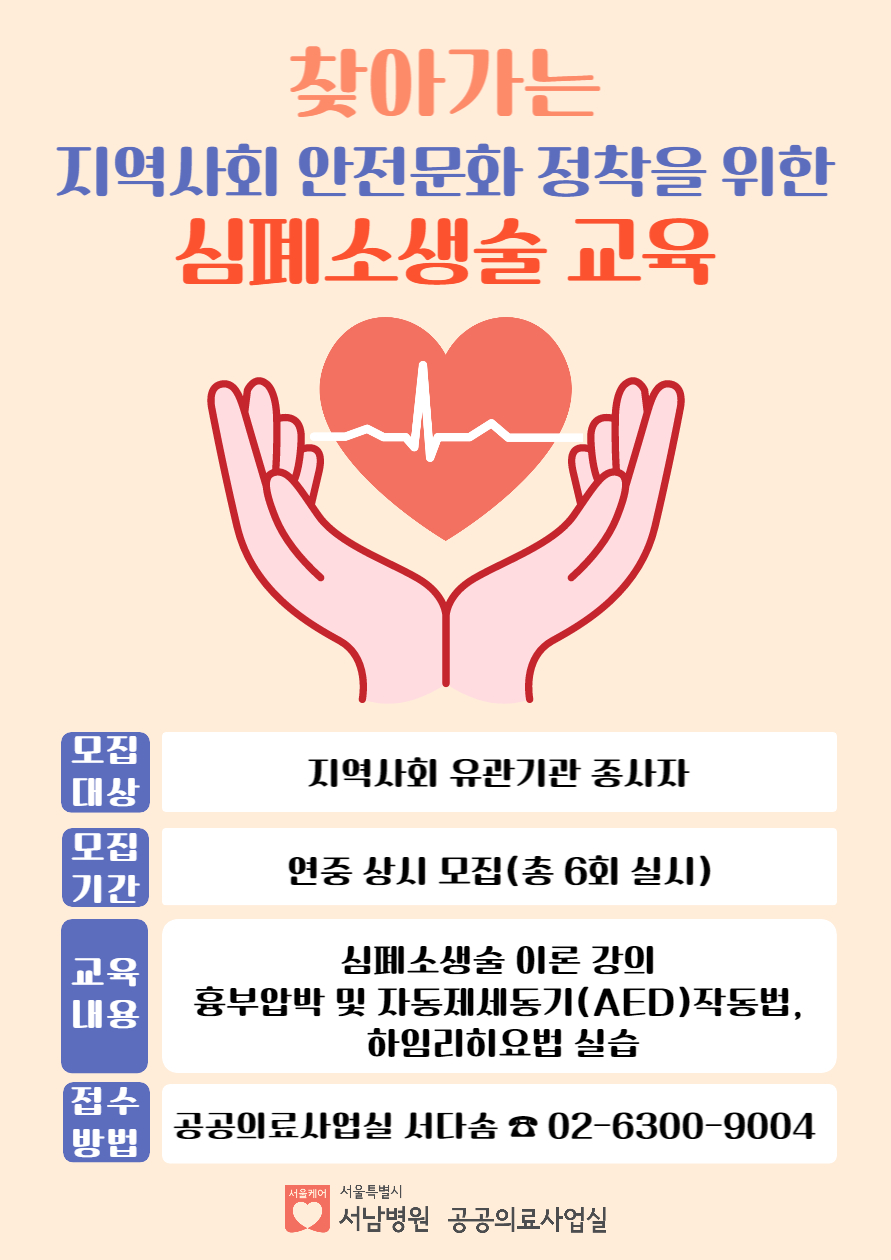 찾아가는
지역사회 안전문화 정착을 위한
심폐소생술 교육
모집
대상
지역사회 유관기관 종사자
모집
기간
연중 상시 모집(총 6회 실시)
교육
내용
심폐소생술 이론 강의
흉부압박 및 자동제세동기(AED)작동법,
하임리히요법 실습
접수
방법
공공의료사업실 서다솜 ☎ 02-6300-9004
서울케어
서울특별시
서남병원 공공의료사업실